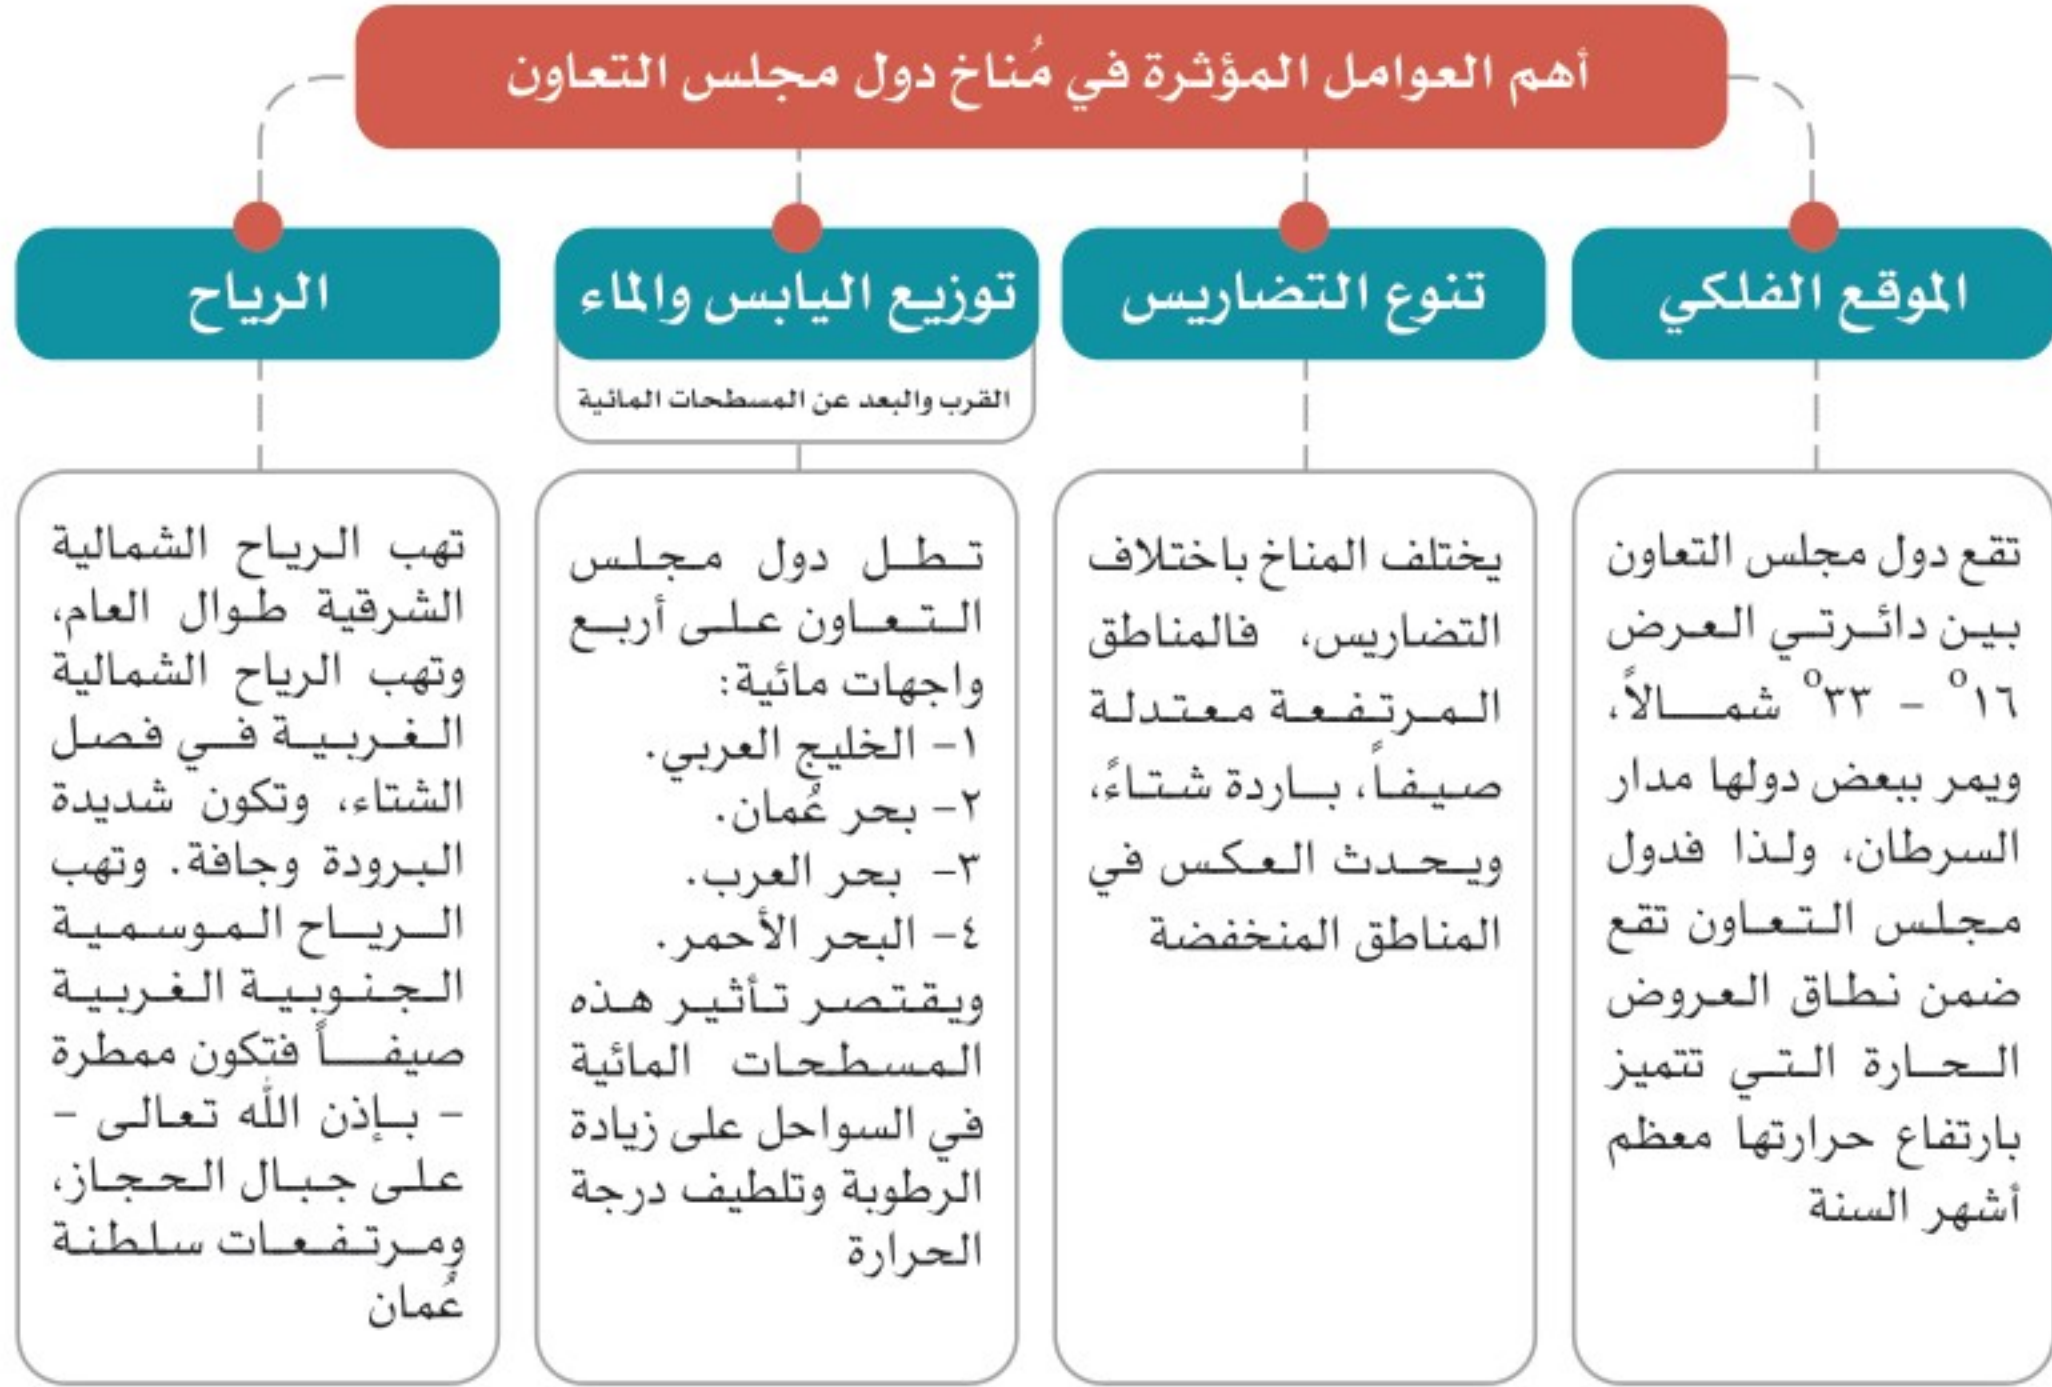 أهم العوامل المؤثرة في مُناخ دول مجلس التعاون
الموقع الفلكي
تقع دول مجلس التعاون
بين دائرتي العرض
١٦° – ٣٣° شمالاً،
ويمر ببعض دولها مدار
السرطان، ولذا فدول
مجلس التعاون تقع
ضمن نطاق العروض
الحارة التي تتميز
بارتفاع حرارتها معظم
أشهر السنة
تنوع التضاريس
يختلف المناخ باختلاف
التضاريس، فالمناطق
المرتفعة معتدلة
صيفاً، باردة شتاءً،
ويحدث العكس في
المناطق المنخفضة
توزيع اليابس والماء
القرب والبعد عن المسطحات المائية
تطل دول مجلس
التعاون على أربع
واجهات مائية:
١– الخليج العربي.
٢– بحر عُمان.
٣– بحر العرب.
٤– البحر الأحمر.
ويقتصر تأثير هذه
المسطحات المائية
في السواحل على زيادة
الرطوبة وتلطيف درجة
الحرارة
الرياح
تهب الرياح الشمالية
الشرقية طوال العام،
وتهب الرياح الشمالية
الغربية في فصل
الشتاء، وتكون شديدة
البرودة وجافة. وتهب
الرياح الموسمية
الجنوبية الغربية
صيفاً فتكون ممطرة
– بإذن الله تعالى –
على جبال الحجاز،
ومرتفعات سلطنة
عُمان